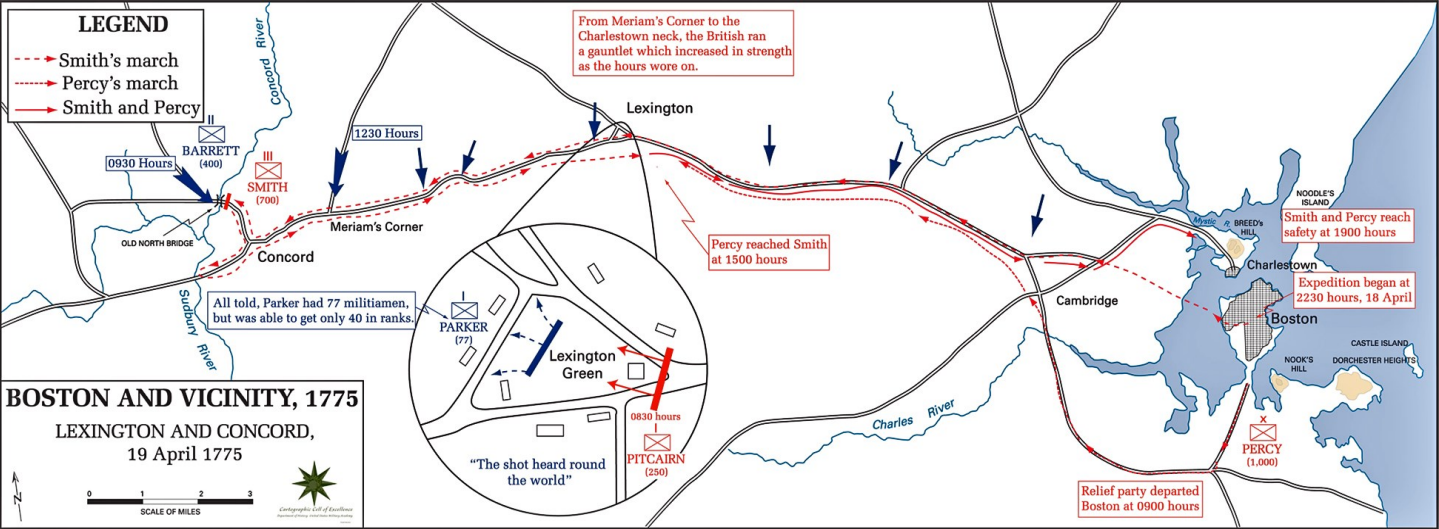 LEGEND
Smith's march
Percy's march
Smith and Percy
Concord River
From Meriam's Corner to the
Charlestown neck, the British ran
a gauntlet which increased in strength
as the hours wore on.
Lexington
II
BARRETT
(400)
0930 Hours
III
SMITH
(700)
1230 Hours
OLD NORTH BRIDGE
Meriam's Corner
Concord
Sudbury River
Percy reached Smith
at 1500 hours
NOODLE'S
ISLAND
Mystic R.
BREED's
HILL
Smith and Percy reach
safety at 1900 hours
Charlestown
Expedition began at
2230 hours, 18 April
Boston
Cambridge
CASTLE ISLAND
NOOK'S
HILL
DORCHESTER HEIGHTS
All told, Parker had 77 militiamen,
but was able to get only 40 in ranks.
I
PARKER
(77)
Lexington
Green
0830 hours
I
PITCAIRN
(250)
"The shot heard round
the world"
Charles River
X
PERCY
(1,000)
Relief party departed
Boston at 0900 hours
BOSTON AND VICINITY, 1775
LEXINGTON AND CONCORD,
19 April 1775
N
0 1 2 3
SCALE OF MILES
Cartographic Cell of Excellence